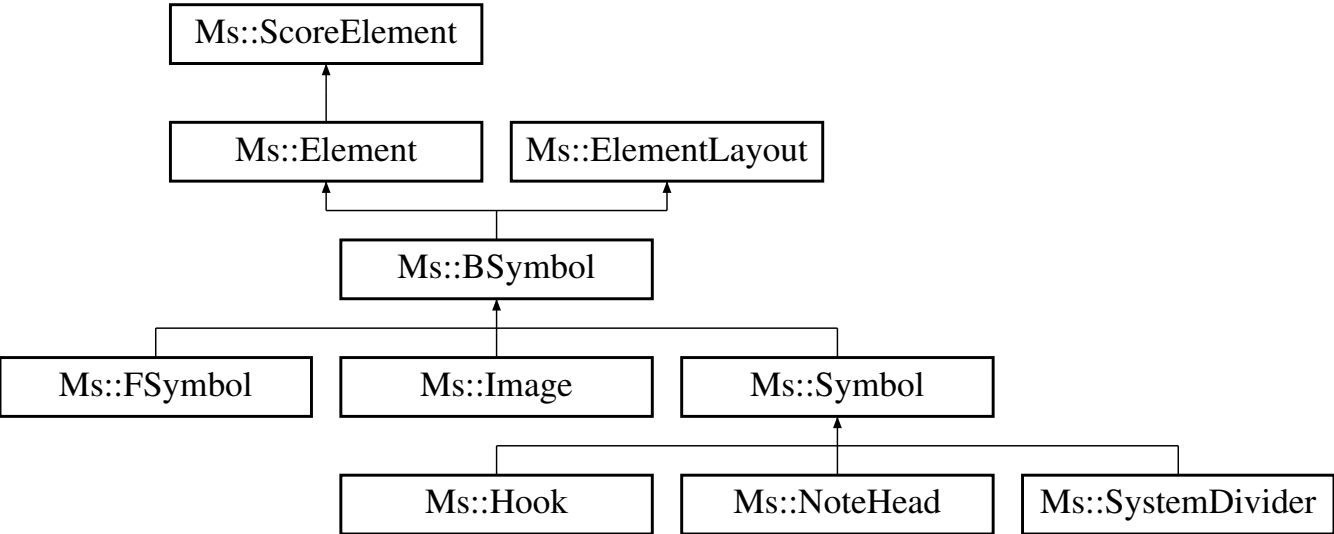 Ms::ScoreElement
Ms::Element
Ms::ElementLayout
Ms::BSymbol
Ms::FSymbol
Ms::Image
Ms::Symbol
Ms::Hook
Ms::NoteHead
Ms::SystemDivider